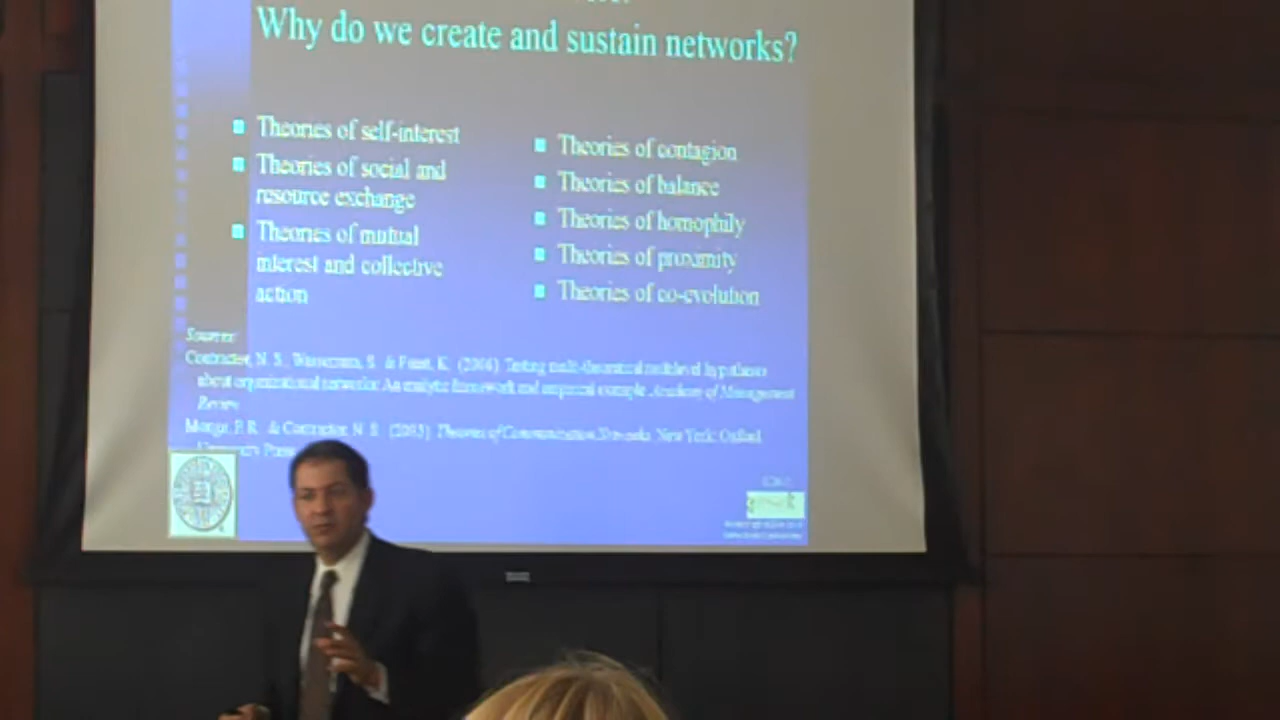 Why do we create and sustain networks?
Theories of self-interest
Theories of social and
resource exchange
Theories of mutual
interest and collective
action
Theories of contagion
Theories of balance
Theories of homophily
Theories of proximity
Theories of co-evolution
Sources:
Contractor, N. S., Wasserman, S. & Faust, K. Testing multi-theoretical multilevel hypotheses
about organizational networks: An analytic framework and empirical example. Academy of Management
Review
Monge, P. R. & Contractor, N. S. (2003). Theories of Communication Networks. New York: Oxford
University Press